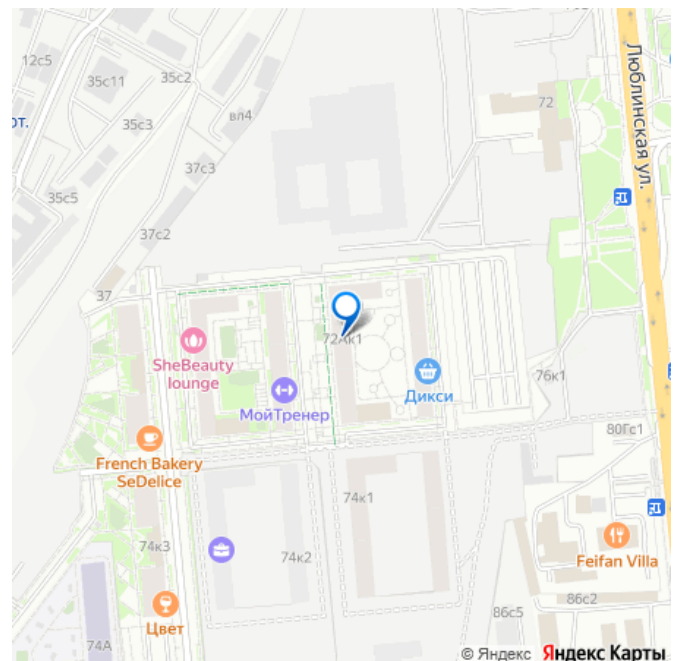 12с5
35с11
35с2
вл4
72
от.
35с3
Люблинская ул.
37с3
35с5
37с2
37
72Ак1
SheBeauty
lounge
МойТренер
Дикси
76к1
80Гс1
French Bakery
SeDelice
74к1
Feifan Villa
74к3
74к2
86с2
86с5
Цвет
74А
© Яндекс Яндекс Карты